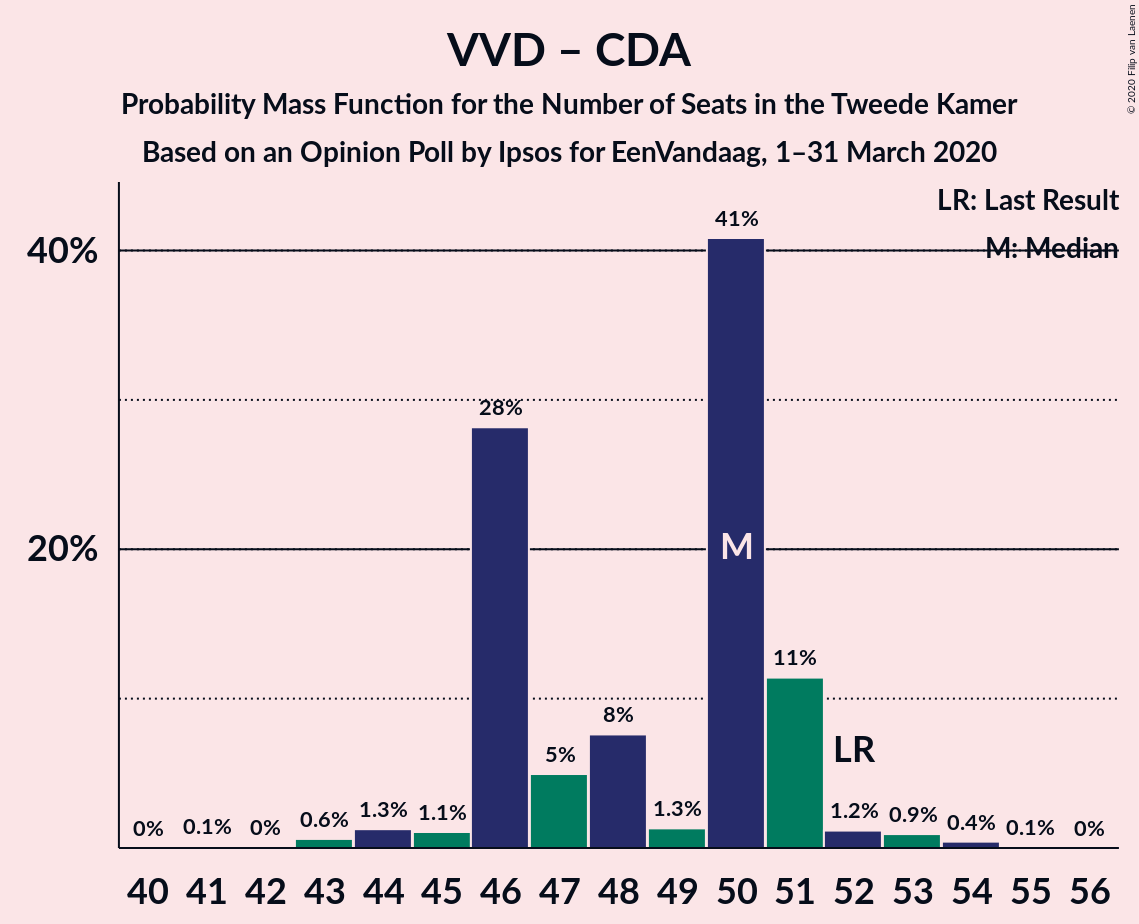 © 2020 Filip van Laenen
VVD – CDA
Probability Mass Function for the Number of Seats in the Tweede Kamer
Based on an Opinion Poll by Ipsos for EenVandaag, 1–31 March 2020
LR: Last Result
M: Median
40%
20%
0% 0.1% 0% 0.6% 1.3% 1.1% 28% 5% 8% 1.3% 41% 11% 1.2% 0.9% 0.4% 0.1% 0%
M
LR
40 41 42 43 44 45 46 47 48 49 50 51 52 53 54 55 56